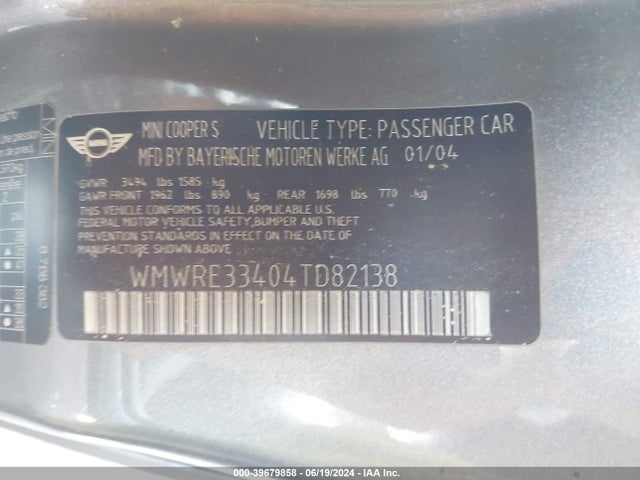 MINI
MINI COOPER S VEHICLE TYPE: PASSENGER CAR
MFD BY BAYERISCHE MOTOREN WERKE AG 01/04
GVWR 3494 lbs 1585 kg
GAWR FRONT 1962 lbs 890 kg REAR 1698 lbs 770 kg
THIS VEHICLE CONFORMS TO ALL APPLICABLE U.S.
FEDERAL MOTOR VEHICLE SAFETY, BUMPER AND THEFT
PREVENTION STANDARDS IN EFFECT ON THE DATE OF
MANUFACTURE SHOWN ABOVE.
WMWRE33404TD82138
000-39679858 - 06/19/2024 - IAA Inc.